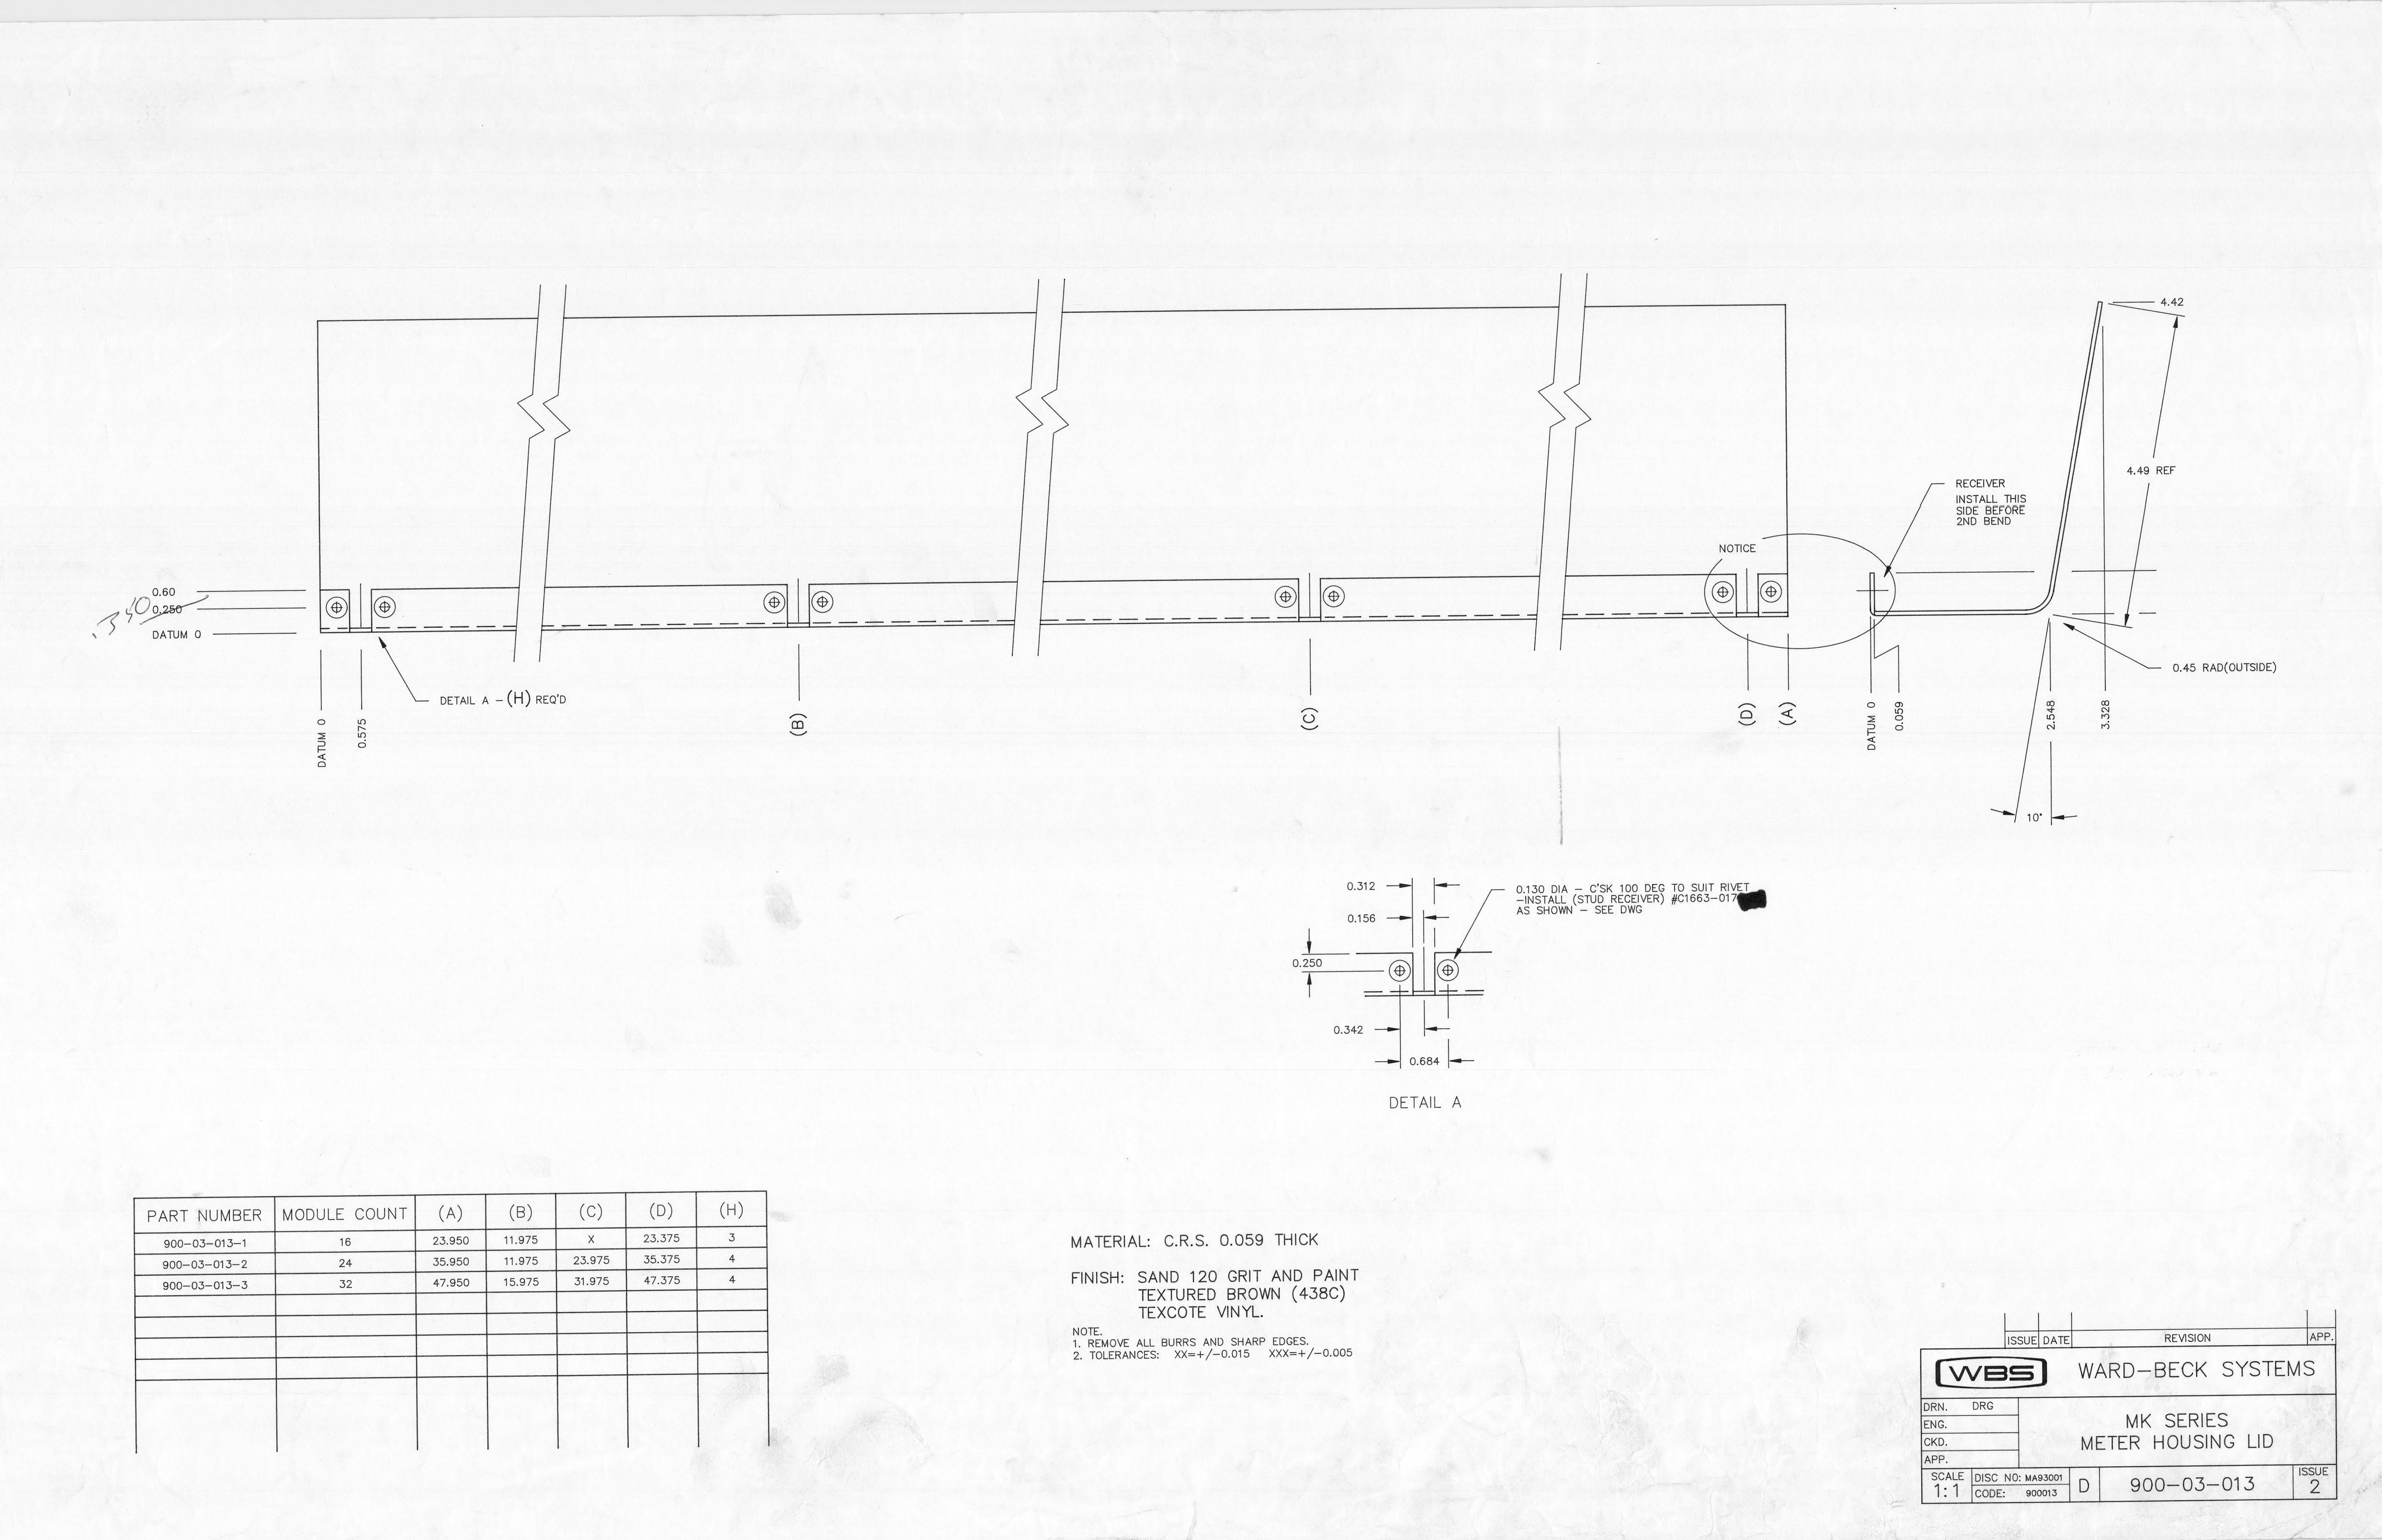 4.42
4.49 REF
RECEIVER
INSTALL THIS
SIDE BEFORE
2ND BEND
NOTICE
0.60
0.250
.350
DATUM 0
0.45 RAD(OUTSIDE)
DETAIL A – (H) REQ'D
DATUM 0
0.575
(B)
(C)
(D)
(A)
DATUM 0
0.059
2.548
3.328
10°
0.312
0.156
0.250
0.342
0.684
0.130 DIA – C'SK 100 DEG TO SUIT RIVET
–INSTALL (STUD RECEIVER) #C1663–017
AS SHOWN – SEE DWG
DETAIL A
PART NUMBER MODULE COUNT (A) (B) (C) (D) (H)
900–03–013–1 16 23.950 11.975 X 23.375 3
900–03–013–2 24 35.950 11.975 23.975 35.375 4
900–03–013–3 32 47.950 15.975 31.975 47.375 4
MATERIAL: C.R.S. 0.059 THICK
FINISH: SAND 120 GRIT AND PAINT
TEXTURED BROWN (438C)
TEXCOTE VINYL.
NOTE.
1. REMOVE ALL BURRS AND SHARP EDGES.
2. TOLERANCES: XX=+/–0.015 XXX=+/–0.005
ISSUE DATE REVISION APP.
WBS WARD–BECK SYSTEMS
DRN. DRG
ENG.
CKD.
APP.
MK SERIES
METER HOUSING LID
SCALE
1:1
DISC NO: MA93001
CODE: 900013
D
900–03–013
ISSUE
2